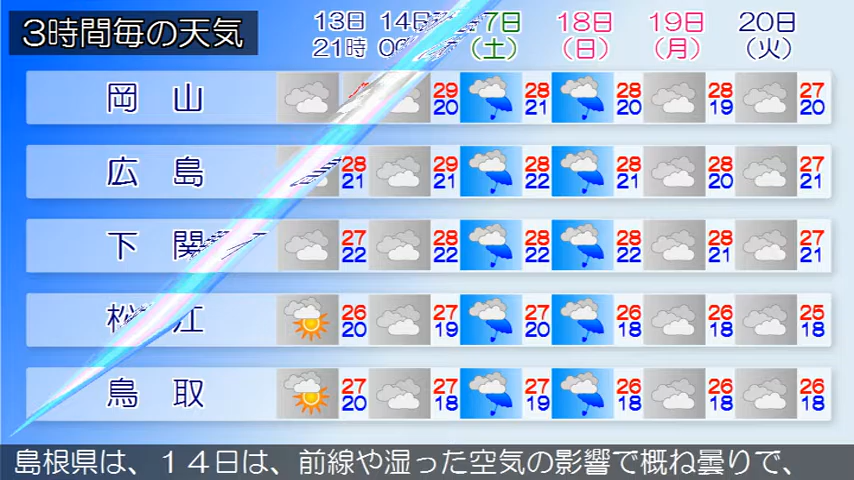 3時間毎の天気
13日 14日 7日 18日 19日 20日
21時 (土) (日) (月) (火)
岡 山 29 28 28 28 27
20 21 20 19 20
広 島 28 29 28 28 28 27
21 21 22 21 20 21
下 関 27 28 28 28 28 27
22 22 22 22 21 21
松 江 26 27 27 26 26 25
20 19 20 18 18 18
鳥 取 27 27 27 26 26 26
20 18 19 18 18 18
島根県は、１４日は、前線や湿った空気の影響で概ね曇りで、